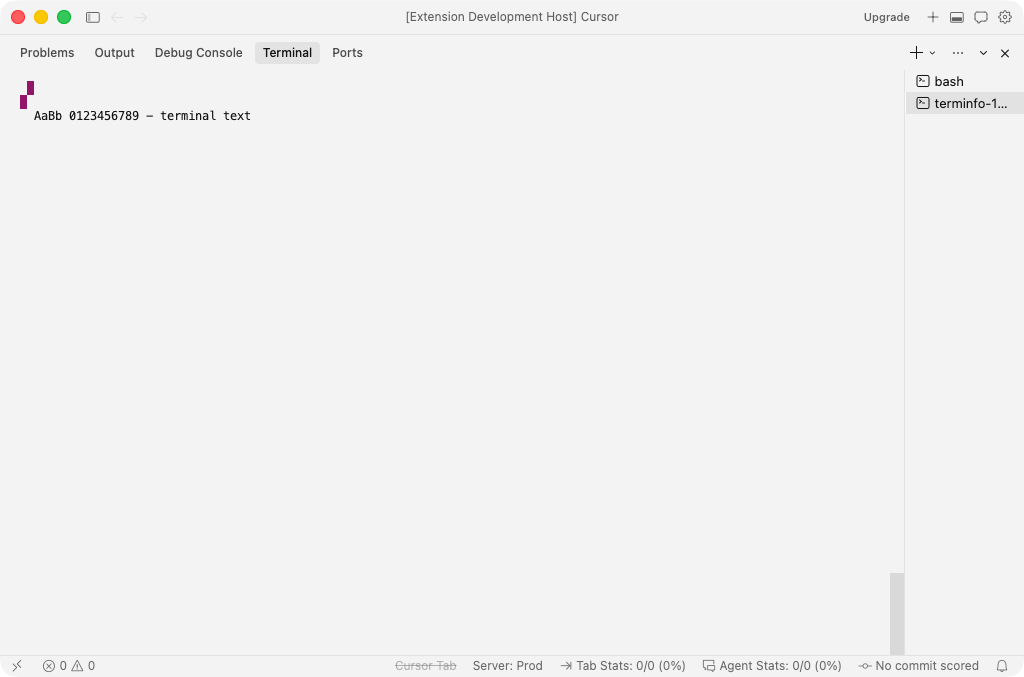 [Extension Development Host] Cursor
Upgrade
Problems Output Debug Console Terminal Ports
bash
terminfo-1...
AaBb 0123456789 – terminal text
0 0
Cursor Tab Server: Prod Tab Stats: 0/0 (0%) Agent Stats: 0/0 (0%) No commit scored